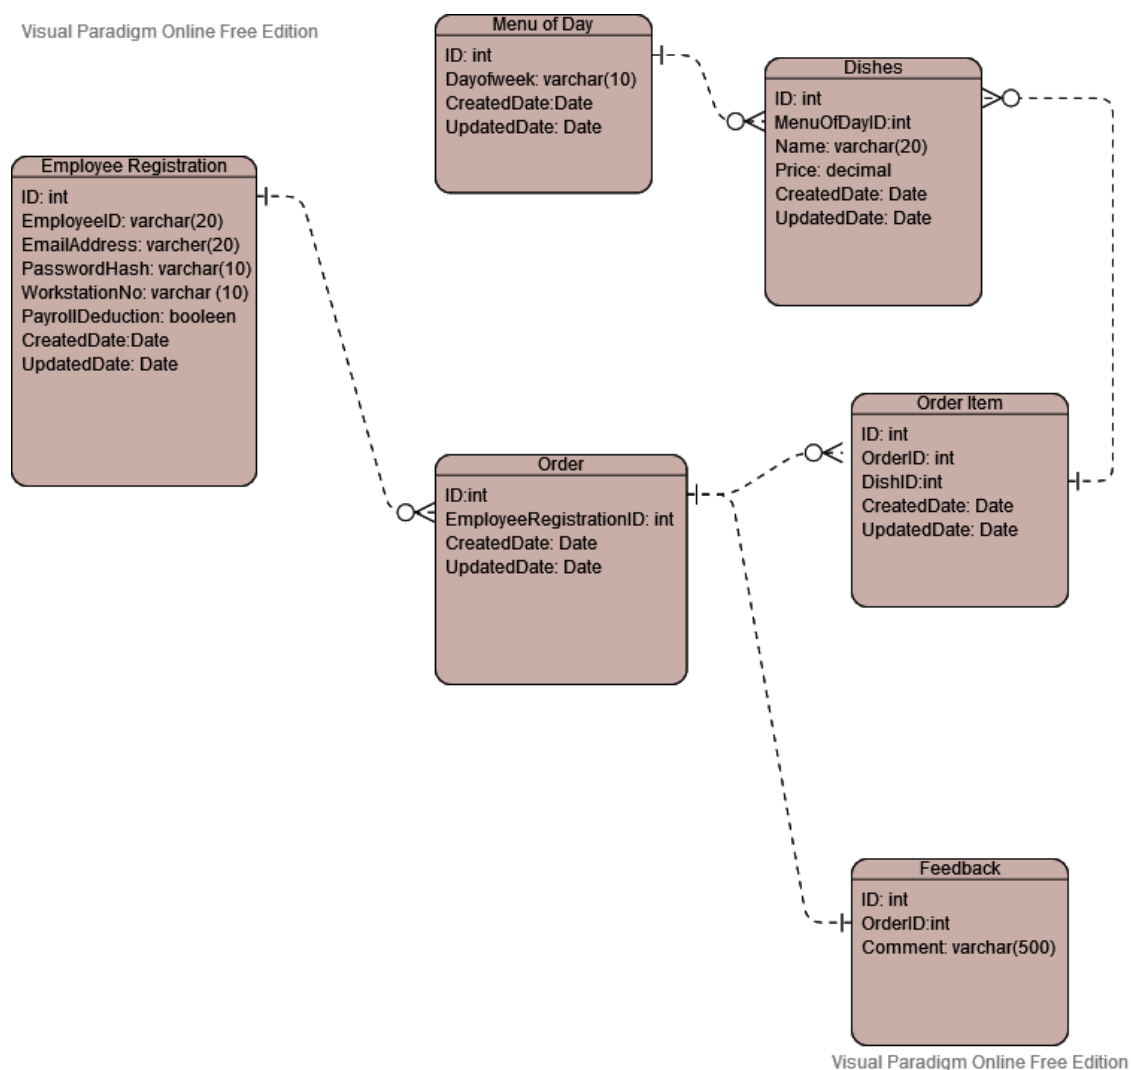 Visual Paradigm Online Free Edition
Menu of Day
ID: int
Dayofweek: varchar(10)
CreatedDate:Date
UpdatedDate: Date
Dishes
ID: int
MenuOfDayID:int
Name: varchar(20)
Price: decimal
CreatedDate: Date
UpdatedDate: Date
Employee Registration
ID: int
EmployeeID: varchar(20)
EmailAddress: varcher(20)
PasswordHash: varchar(10)
WorkstationNo: varchar (10)
PayrollDeduction: booleen
CreatedDate:Date
UpdatedDate: Date
Order
ID:int
EmployeeRegistrationID: int
CreatedDate: Date
UpdatedDate: Date
Order Item
ID: int
OrderID: int
DishID:int
CreatedDate: Date
UpdatedDate: Date
Feedback
ID: int
OrderID:int
Comment: varchar(500)
Visual Paradigm Online Free Edition